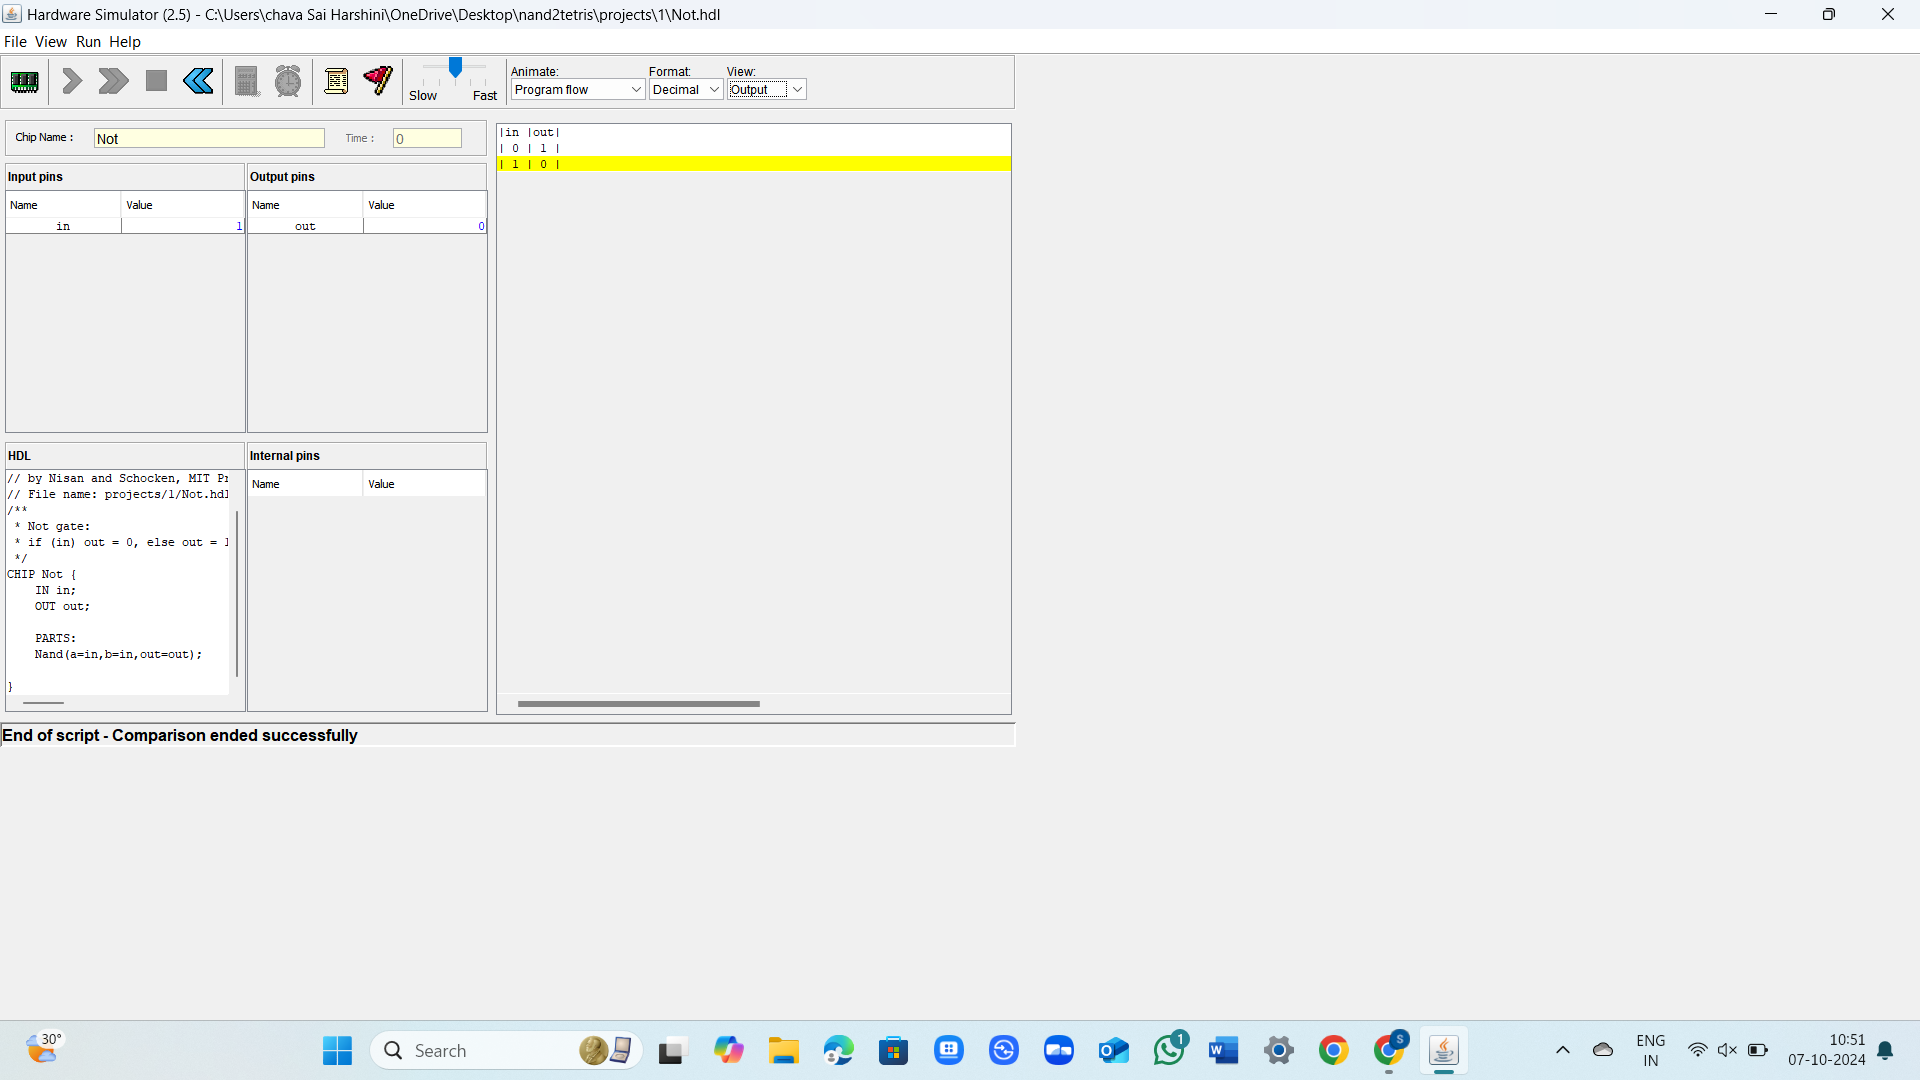 Hardware Simulator (2.5) - C:\Users\chava Sai Harshini\OneDrive\Desktop\nand2tetris\projects\1\Not.hdl
File View Run Help
Slow Fast
Animate: Format: View:
Program flow Decimal Output
Chip Name : Not Time : 0
Input pins
Name Value
in 1
Output pins
Name Value
out 0
HDL
// by Nisan and Schocken, MIT Pr
// File name: projects/1/Not.hdl
/**
* Not gate:
* if (in) out = 0, else out = 1
*/
CHIP Not {
IN in;
OUT out;
PARTS:
Nand(a=in,b=in,out=out);
}
Internal pins
Name Value
|in |out|
| 0 | 1 |
| 1 | 0 |
End of script - Comparison ended successfully
30°
Search
1
S
ENG
IN
10:51
07-10-2024